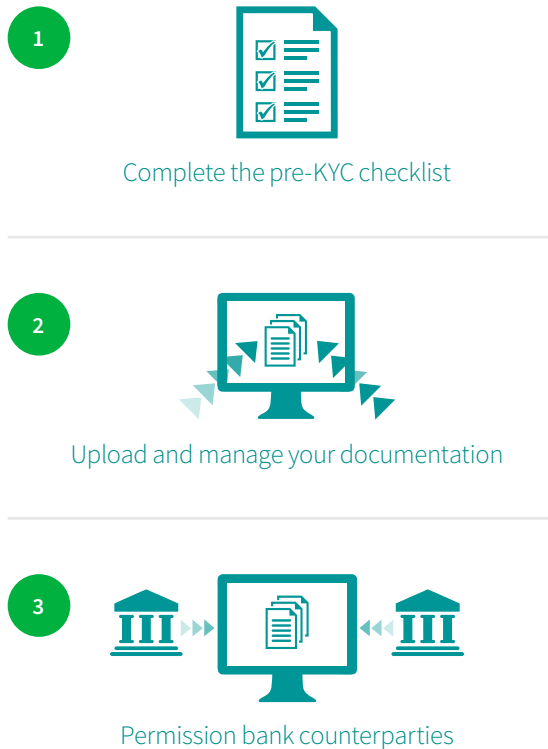 1
Complete the pre-KYC checklist
2
Upload and manage your documentation
3
Permission bank counterparties